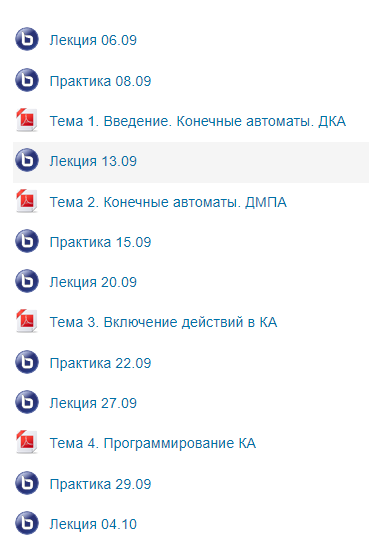 Лекция 06.09
Практика 08.09
Тема 1. Введение. Конечные автоматы. ДКА
Лекция 13.09
Тема 2. Конечные автоматы. ДМПА
Практика 15.09
Лекция 20.09
Тема 3. Включение действий в КА
Практика 22.09
Лекция 27.09
Тема 4. Программирование КА
Практика 29.09
Лекция 04.10